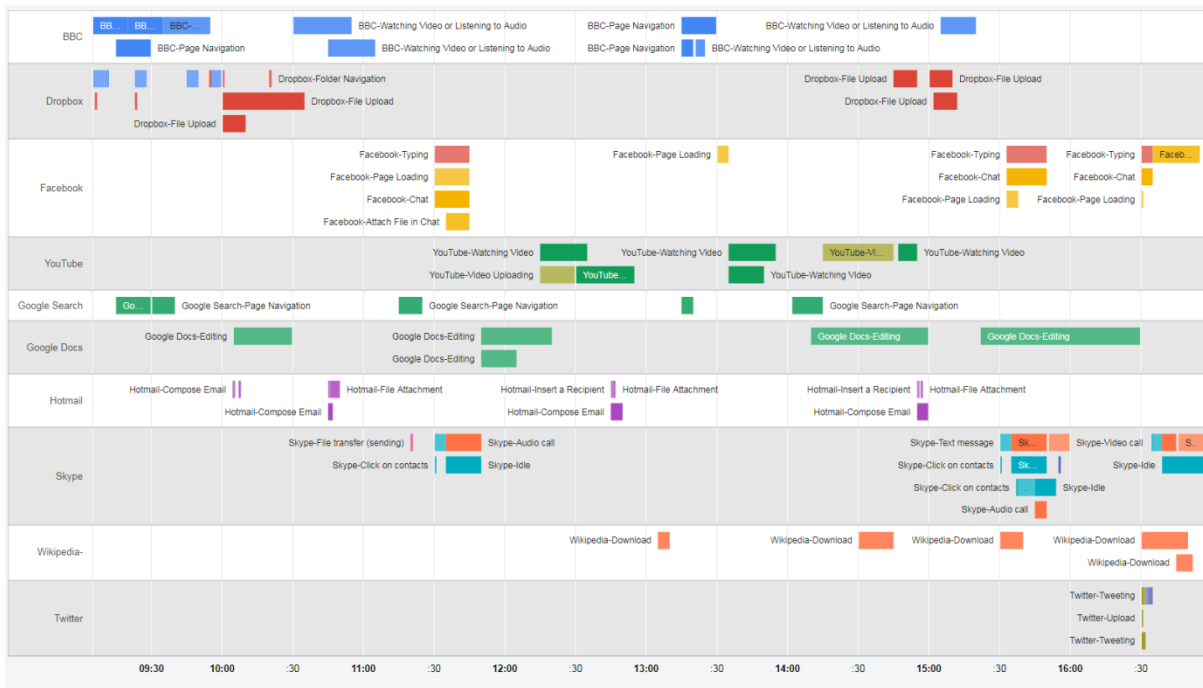 BBC
BB...
BB...
BBC-...
BBC-Watching Video or Listening to Audio
BBC-Page Navigation
BBC-Watching Video or Listening to Audio
BBC-Page Navigation
BBC-Watching Video or Listening to Audio
BBC-Page Navigation
BBC-Watching Video or Listening to Audio
Dropbox
Dropbox-Folder Navigation
Dropbox-File Upload
Dropbox-File Upload
Dropbox-File Upload
Dropbox-File Upload
Dropbox-File Upload
Facebook
Facebook-Typing
Facebook-Page Loading
Facebook-Typing
Facebook-Typing
Faceb...
Facebook-Page Loading
Facebook-Chat
Facebook-Chat
Facebook-Chat
Facebook-Page Loading
Facebook-Page Loading
Facebook-Attach File in Chat
YouTube
YouTube-Watching Video
YouTube-Watching Video
YouTube-Vi...
YouTube-Watching Video
YouTube-Video Uploading
YouTube...
YouTube-Watching Video
Google Search
Go...
Google Search-Page Navigation
Google Search-Page Navigation
Google Search-Page Navigation
Google Docs
Google Docs-Editing
Google Docs-Editing
Google Docs-Editing
Google Docs-Editing
Google Docs-Editing
Hotmail
Hotmail-Compose Email
Hotmail-File Attachment
Hotmail-Insert a Recipient
Hotmail-File Attachment
Hotmail-Insert a Recipient
Hotmail-File Attachment
Hotmail-Compose Email
Hotmail-Compose Email
Hotmail-Compose Email
Skype
Skype-File transfer (sending)
Skype-Audio call
Skype-Text message
Sk...
Skype-Video call
S...
Skype-Click on contacts
Skype-Idle
Skype-Click on contacts
Sk...
Skype-Idle
Skype-Click on contacts
Skype-Idle
Skype-Audio call
Wikipedia-
Wikipedia-Download
Wikipedia-Download
Wikipedia-Download
Wikipedia-Download
Wikipedia-Download
Twitter
Twitter-Tweeting
Twitter-Upload
Twitter-Tweeting
09:30 10:00 :30 11:00 :30 12:00 :30 13:00 :30 14:00 :30 15:00 :30 16:00 :30